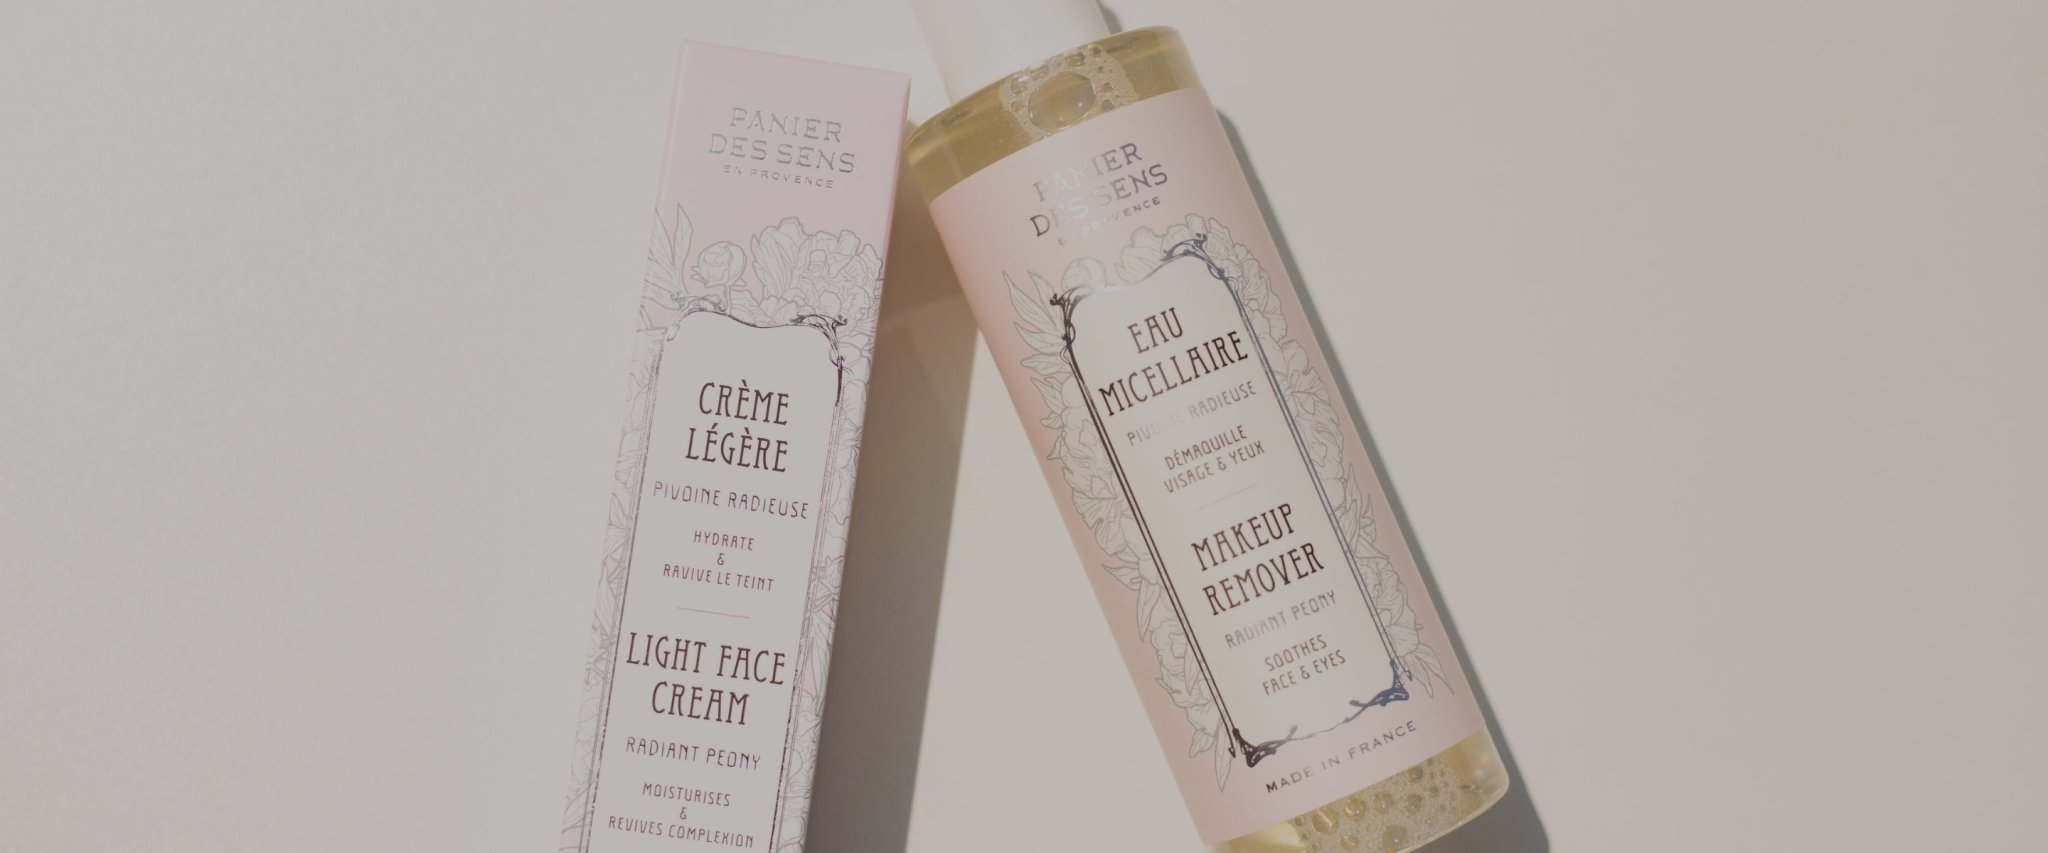 PANIER
DES SENS
EN PROVENCE
CRÈME
LÉGÈRE
PIVOINE RADIEUSE
HYDRATE
&
RAVIVE LE TEINT
LIGHT FACE
CREAM
RADIANT PEONY
MOISTURISES
&
REVIVES COMPLEXION
PANIER
DES SENS
EN PROVENCE
EAU
MICELLAIRE
PIVOINE RADIEUSE
DÉMAQUILLE
VISAGE & YEUX
MAKEUP
REMOVER
RADIANT PEONY
SOOTHES
FACE & EYES
MADE IN FRANCE